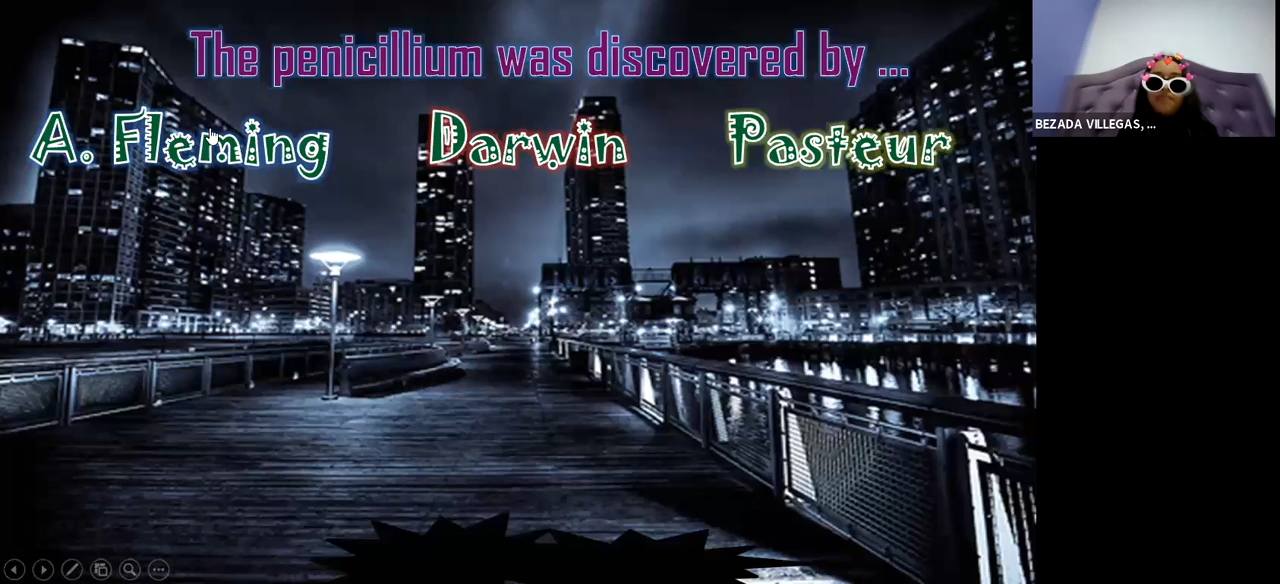 The penicillium was discovered by ...
A. Fleming Darwin Pasteur
BEZADA VILLEGAS, ...